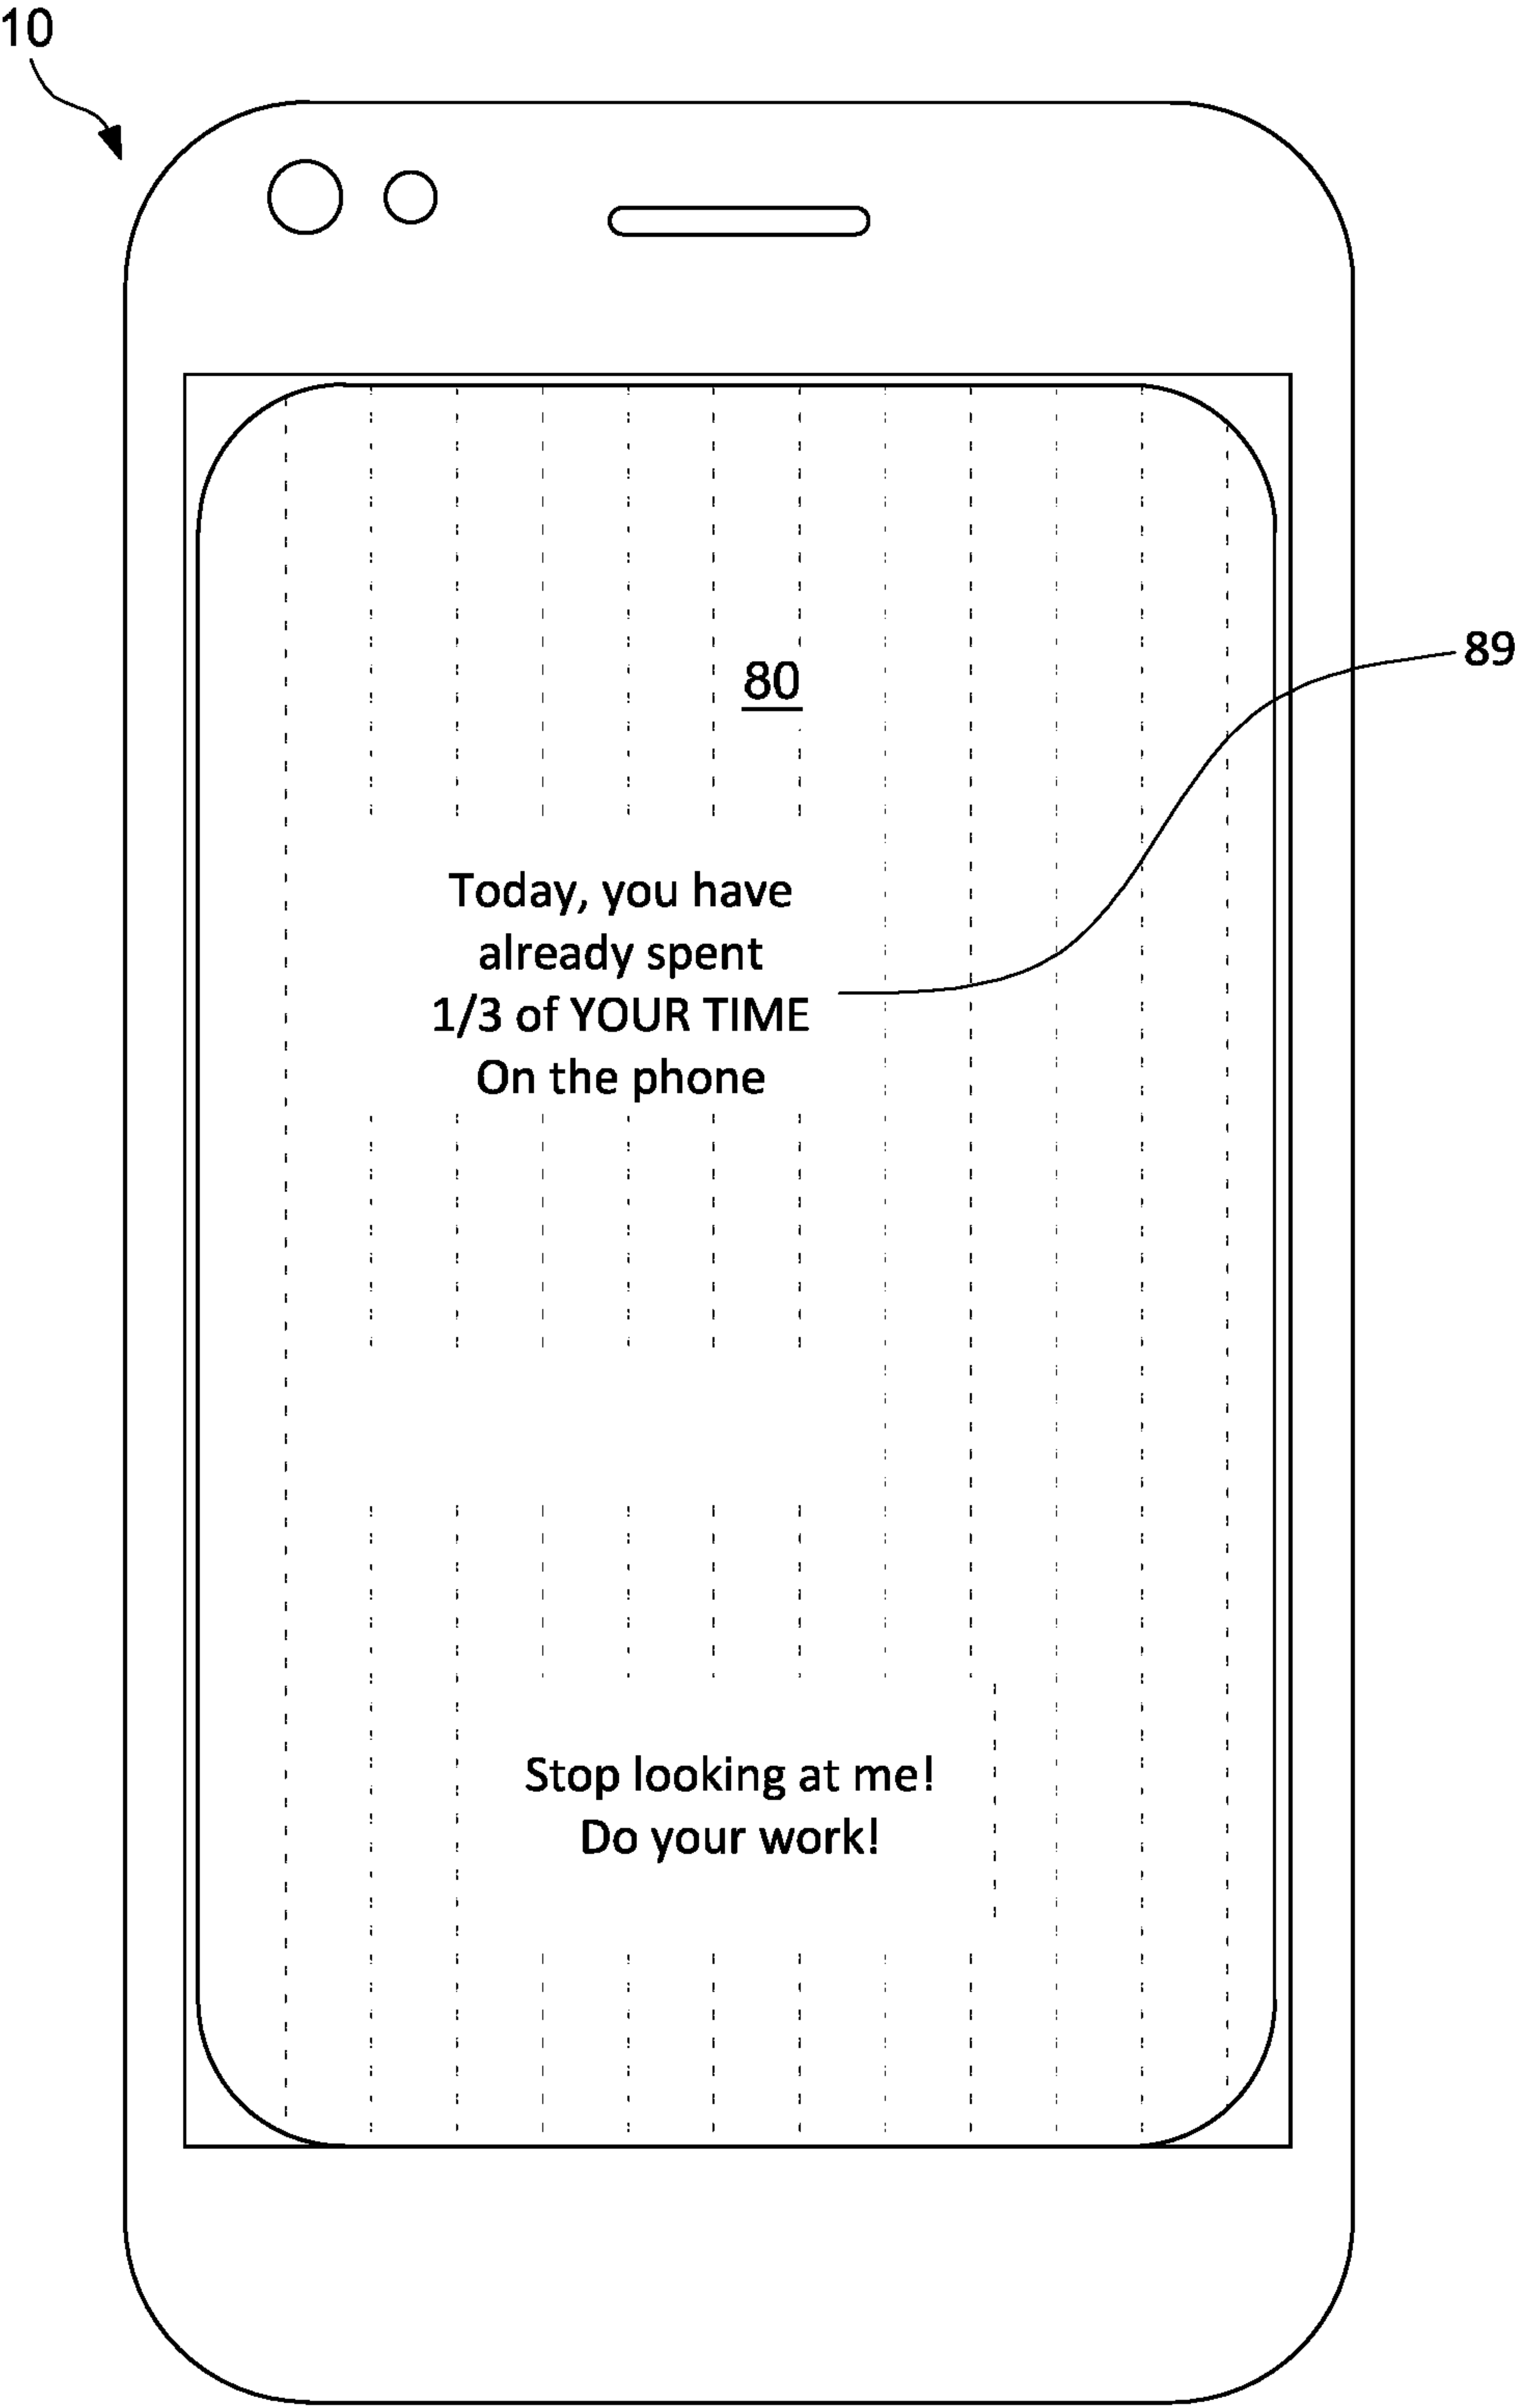 10
80
89
Today, you have
already spent
1/3 of YOUR TIME
On the phone
Stop looking at me!
Do your work!